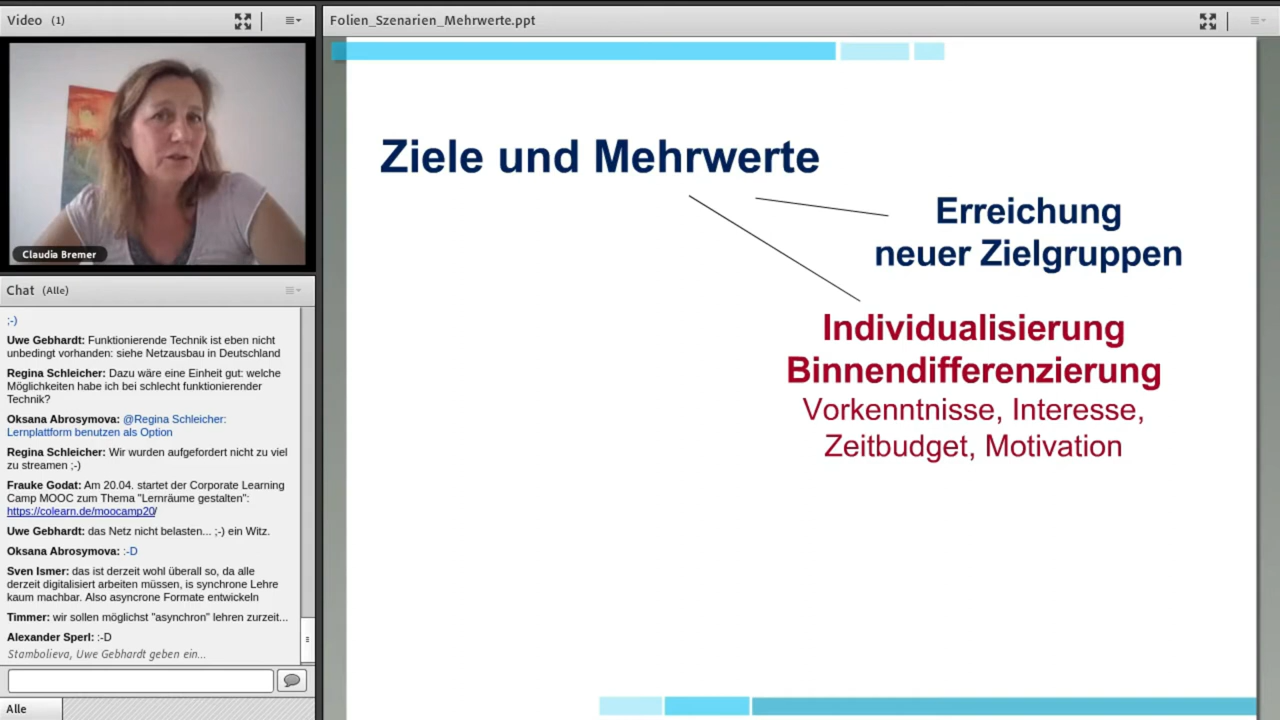 Video (1)
Claudia Bremer
Chat (Alle)
;-)
Uwe Gebhardt: Funktionierende Technik ist eben nicht
unbedingt vorhanden: siehe Netzausbau in Deutschland
Regina Schleicher: Dazu wäre eine Einheit gut: welche
Möglichkeiten habe ich bei schlecht funktionierender
Technik?
Oksana Abrosymova: @Regina Schleicher:
Lernplattform benutzen als Option
Regina Schleicher: Wir wurden aufgefordert nicht zu viel
zu streamen ;-)
Frauke Godat: Am 20.04. startet der Corporate Learning
Camp MOOC zum Thema "Lernräume gestalten":
https://colearn.de/moocamp20/
Uwe Gebhardt: das Netz nicht belasten... ;-) ein Witz.
Oksana Abrosymova: :-D
Sven Ismer: das ist derzeit wohl überall so, da alle
derzeit digitalisiert arbeiten müssen, is synchrone Lehre
kaum machbar. Also asyncrone Formate entwickeln
Timmer: wir sollen möglichst "asynchron" lehren zurzeit...
Alexander Sperl: :-D
Stambolieva, Uwe Gebhardt geben ein...
Alle
Folien_Szenarien_Mehrwerte.ppt
Ziele und Mehrwerte
Erreichung
neuer Zielgruppen
Individualisierung
Binnendifferenzierung
Vorkenntnisse, Interesse,
Zeitbudget, Motivation